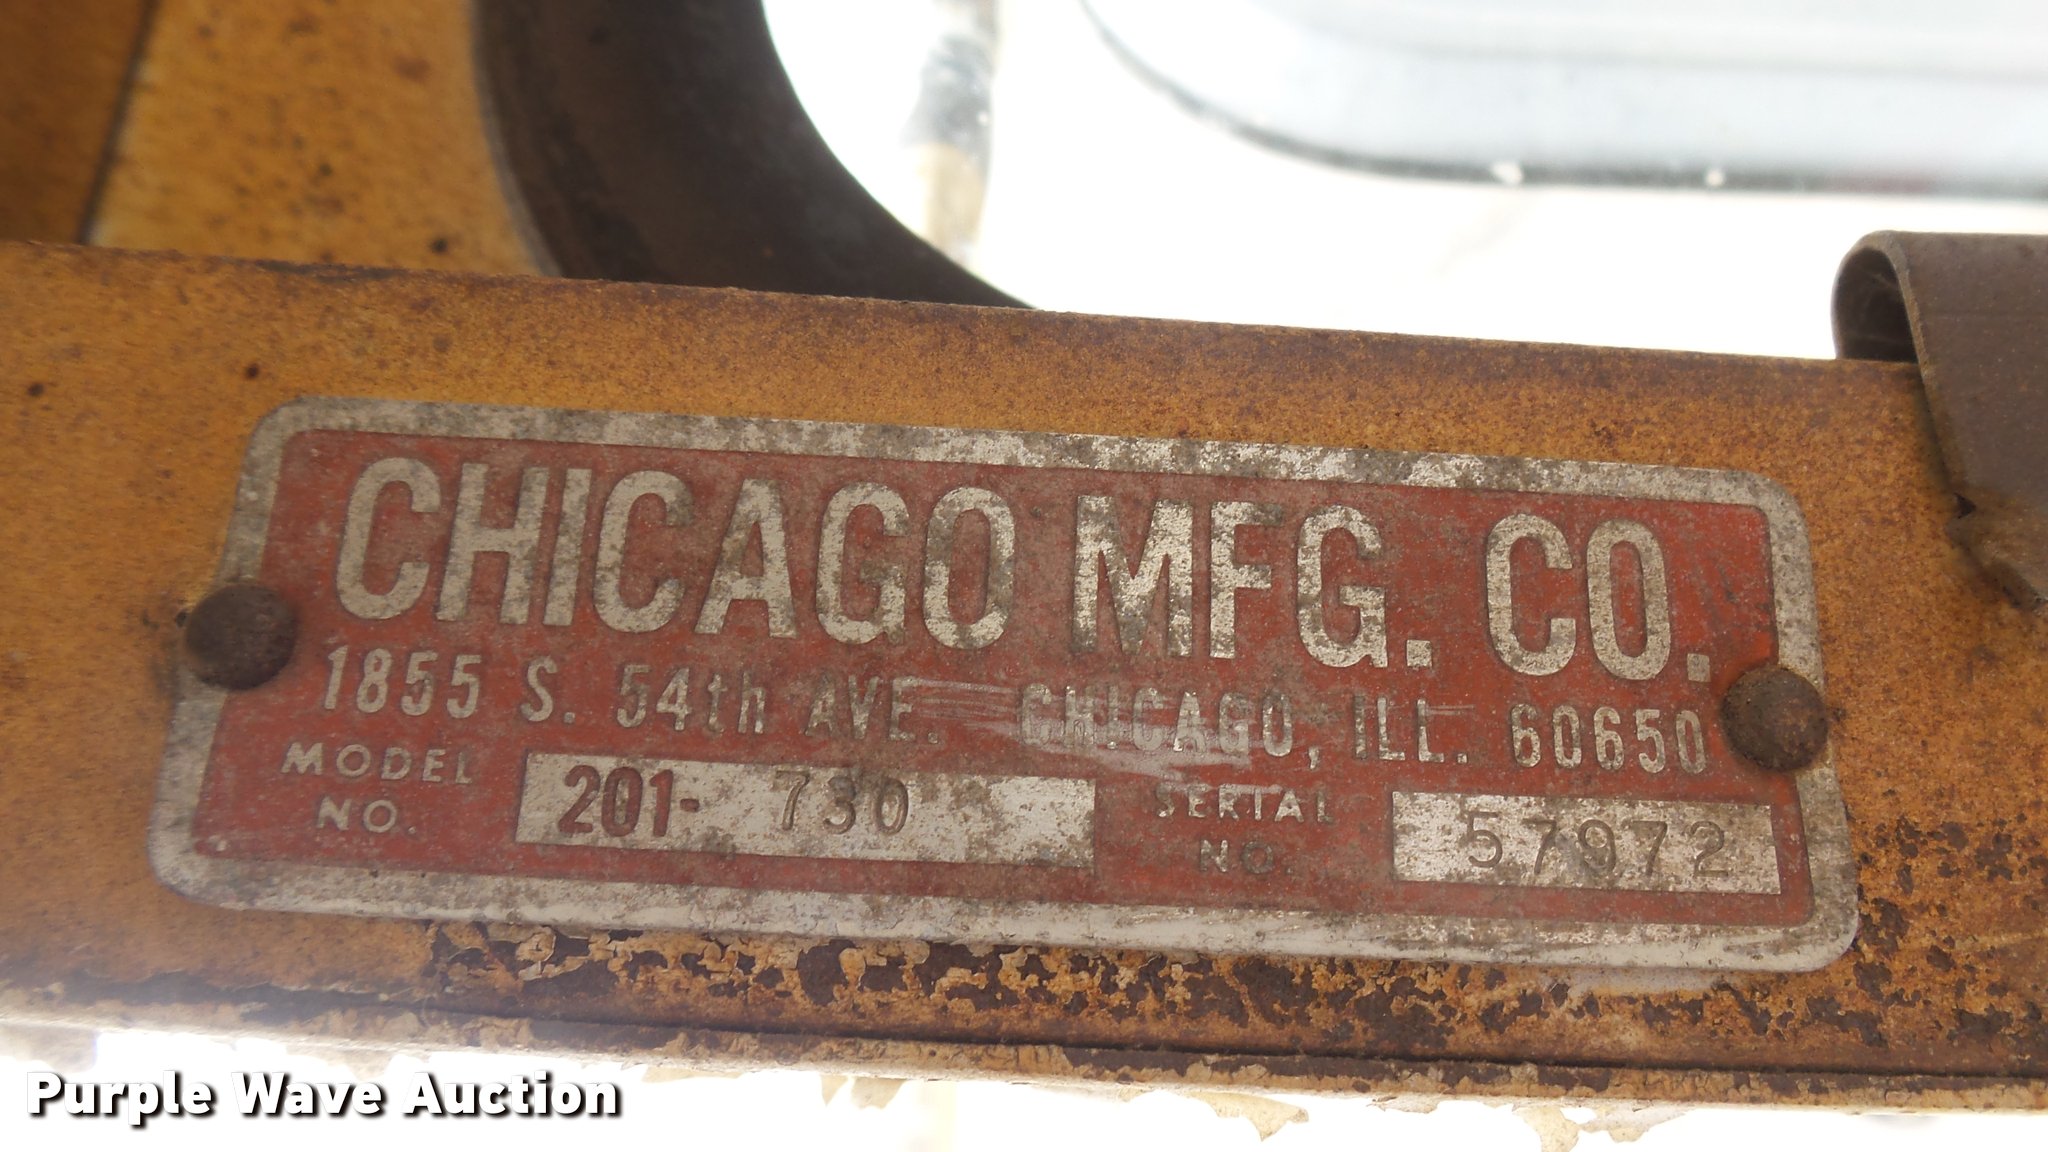 CHICAGO MFG. CO.
1855 S. 54th AVE. CHICAGO, ILL. 60650
MODEL NO. 201- 730 SERIAL NO. 57972
Purple Wave Auction